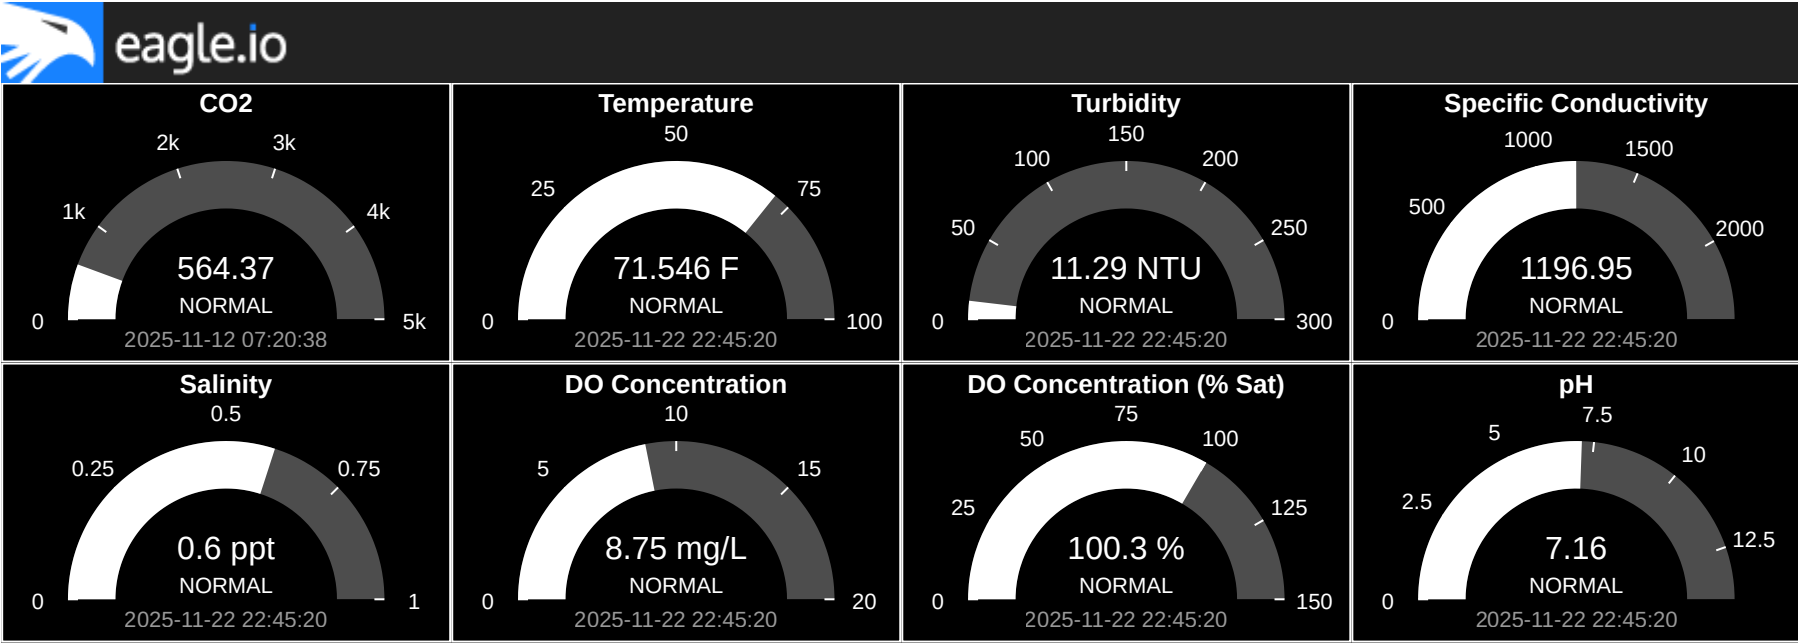 eagle.io
CO2
2k 3k
1k 4k
564.37
NORMAL
0 5k
2025-11-12 07:20:38
Temperature
50
25 75
71.546 F
NORMAL
0 100
2025-11-22 22:45:20
Turbidity
150
100 200
50 250
11.29 NTU
NORMAL
0 300
2025-11-22 22:45:20
Specific Conductivity
1000 1500
500 2000
1196.95
NORMAL
0
2025-11-22 22:45:20
Salinity
0.5
0.25 0.75
0.6 ppt
NORMAL
0 1
2025-11-22 22:45:20
DO Concentration
10
5 15
8.75 mg/L
NORMAL
0 20
2025-11-22 22:45:20
DO Concentration (% Sat)
75
50 100
25 125
100.3 %
NORMAL
0 150
2025-11-22 22:45:20
pH
7.5
5 10
2.5 12.5
7.16
NORMAL
0
2025-11-22 22:45:20